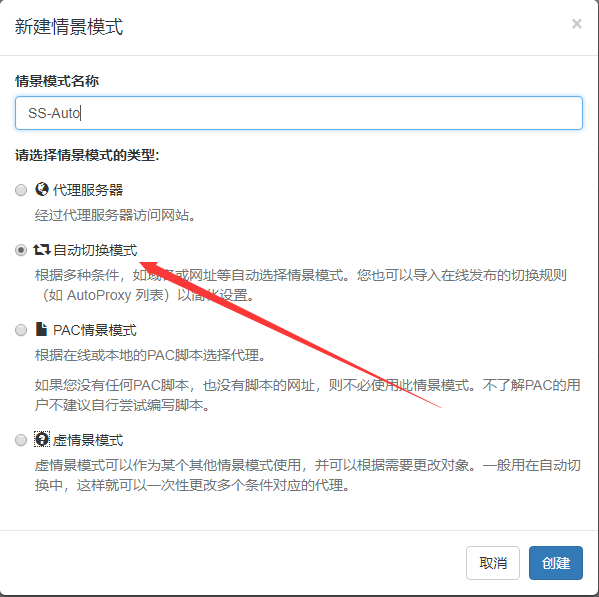 新建情景模式
×
情景模式名称
SS-Auto
请选择情景模式的类型:
代理服务器
经过代理服务器访问网站。
自动切换模式
根据多种条件，如域名或网址等自动选择情景模式。您也可以导入在线发布的切换规则
（如 AutoProxy 列表）以简化设置。
PAC情景模式
根据在线或本地的PAC脚本选择代理。
如果您没有任何PAC脚本，也没有脚本的网址，则不必使用此情景模式。不了解PAC的用
户不建议自行尝试编写脚本。
虚情景模式
虚情景模式可以作为某个其他情景模式使用，并可以根据需要更改对象。一般用在自动切
换中，这样就可以一次性更改多个条件对应的代理。
取消
创建